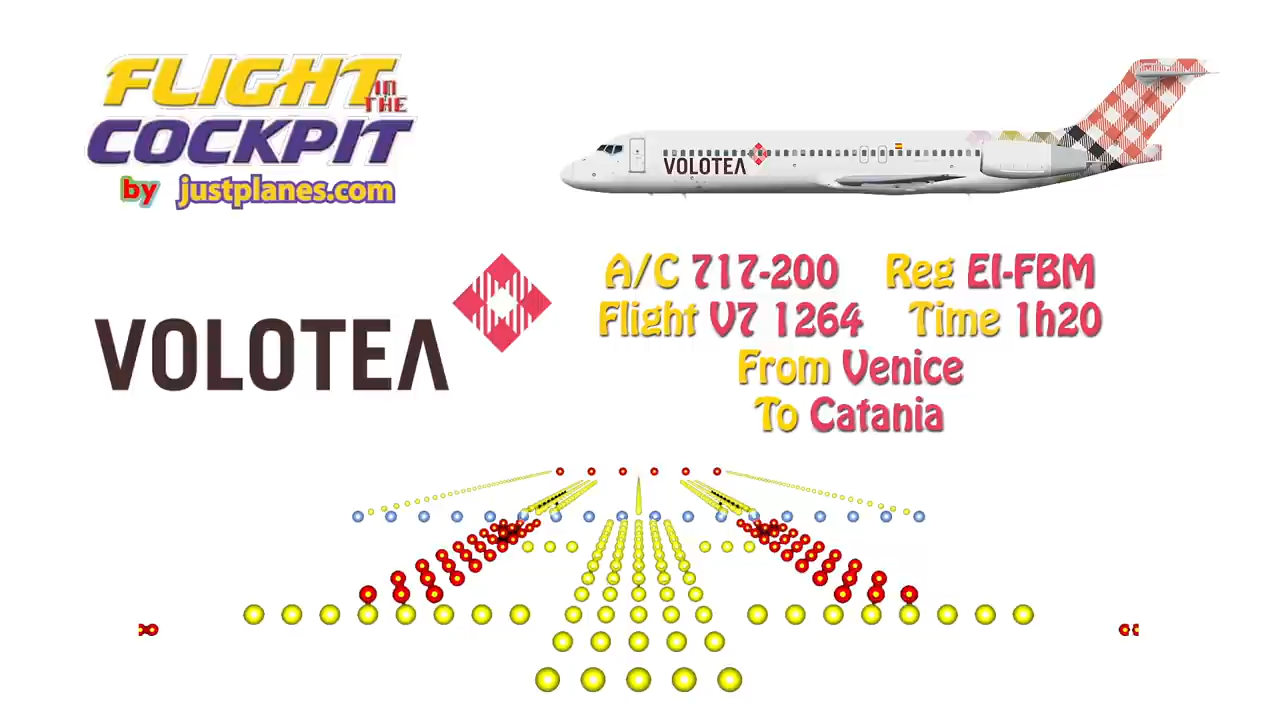 FLIGHT
IN THE
COCKPIT
by justplanes.com
VOLOTEA
VOLOTEA
A/C 717-200 Reg EI-FBM
Flight V7 1264 Time 1h20
From Venice
To Catania